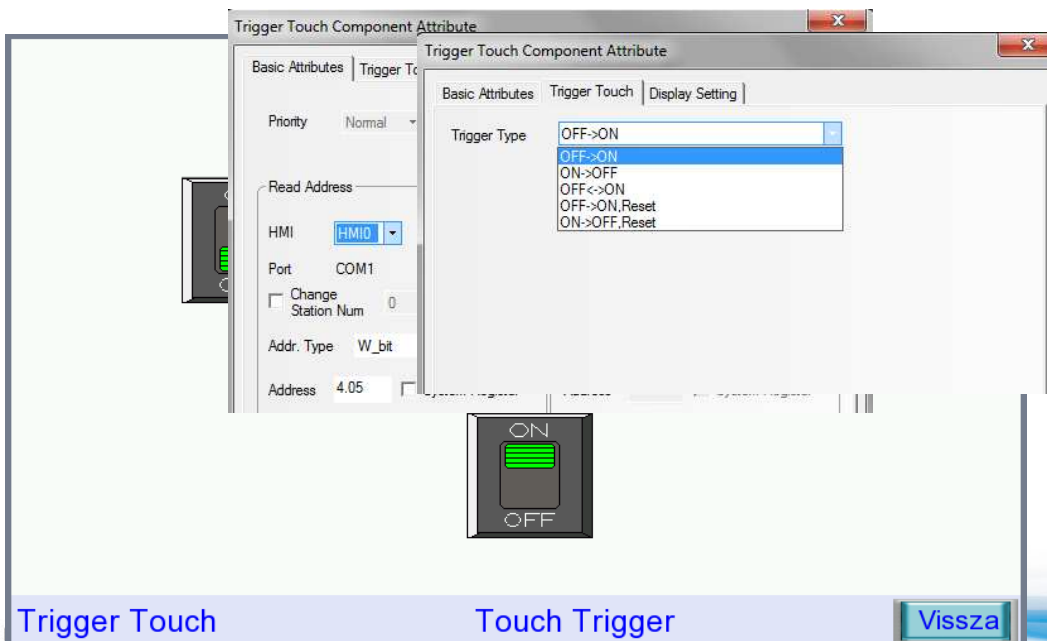 Trigger Touch Component Attribute
Basic Attributes
Trigger
Priority Normal
Read Address
HMI HMI0
Port COM1
Change
Station Num 0
Addr. Type W_bit
Address 4.05
Trigger Touch Component Attribute
Basic Attributes Trigger Touch Display Setting
Trigger Type OFF->ON
OFF->ON
ON->OFF
OFF<->ON
OFF->ON,Reset
ON->OFF,Reset
ON
OFF
Trigger Touch
Touch Trigger
Vissza